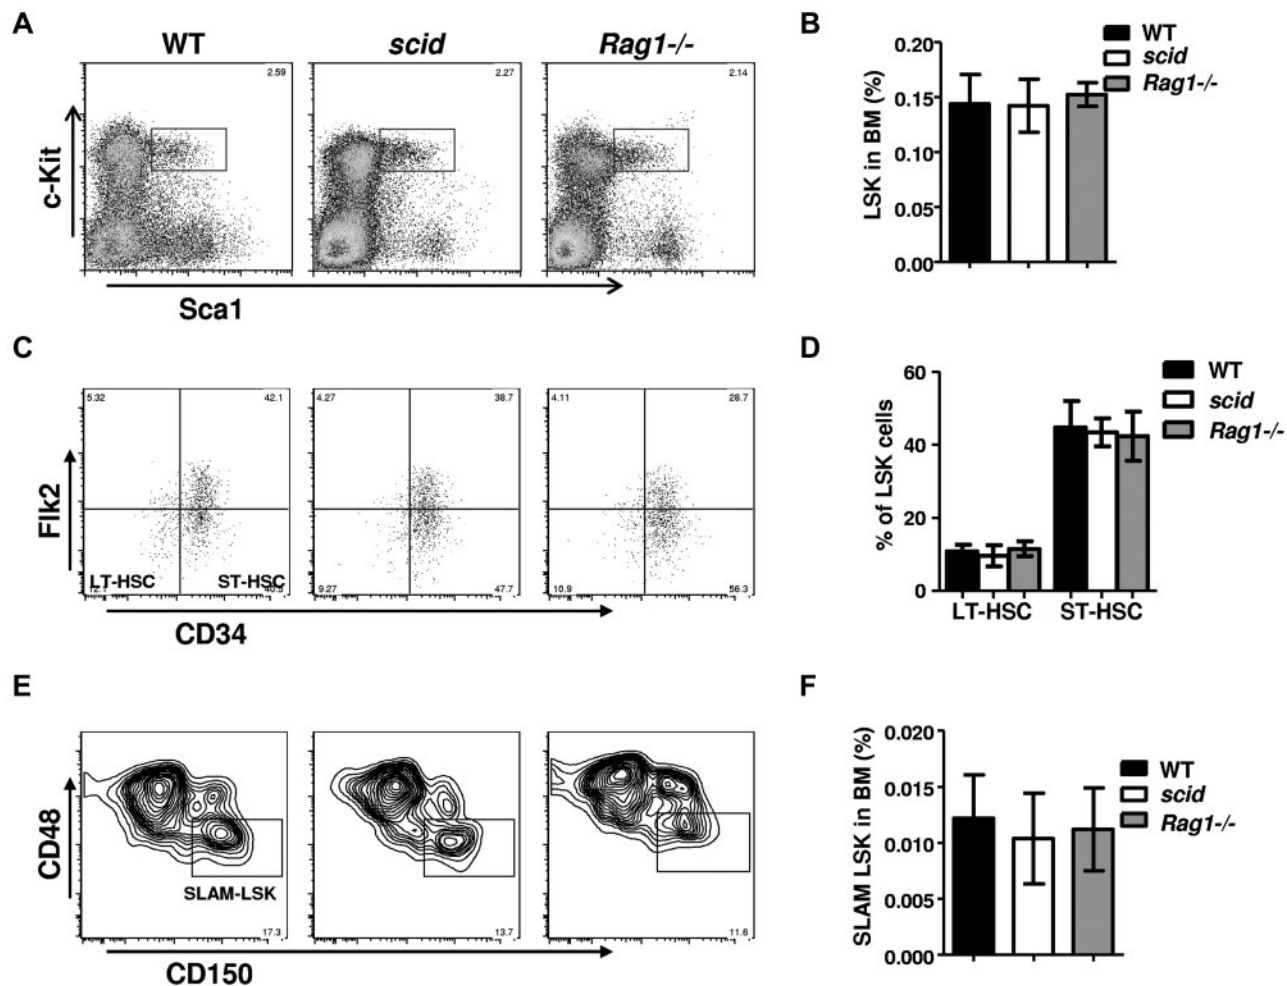 A
WT
scid
Rag1-/-
2.59
2.27
2.14
c-Kit
Sca1
B
WT
scid
Rag1-/-
0.20
0.15
0.10
0.05
0.00
LSK in BM (%)
C
5.32
42.1
4.27
38.7
4.11
28.7
Flk2
LT-HSC
ST-HSC
9.27
47.7
10.9
56.3
CD34
D
WT
scid
Rag1-/-
60
40
20
0
% of LSK cells
LT-HSC
ST-HSC
E
CD48
SLAM-LSK
17.3
13.7
11.6
CD150
F
WT
scid
Rag1-/-
0.020
0.015
0.010
0.005
0.000
SLAM LSK in BM (%)